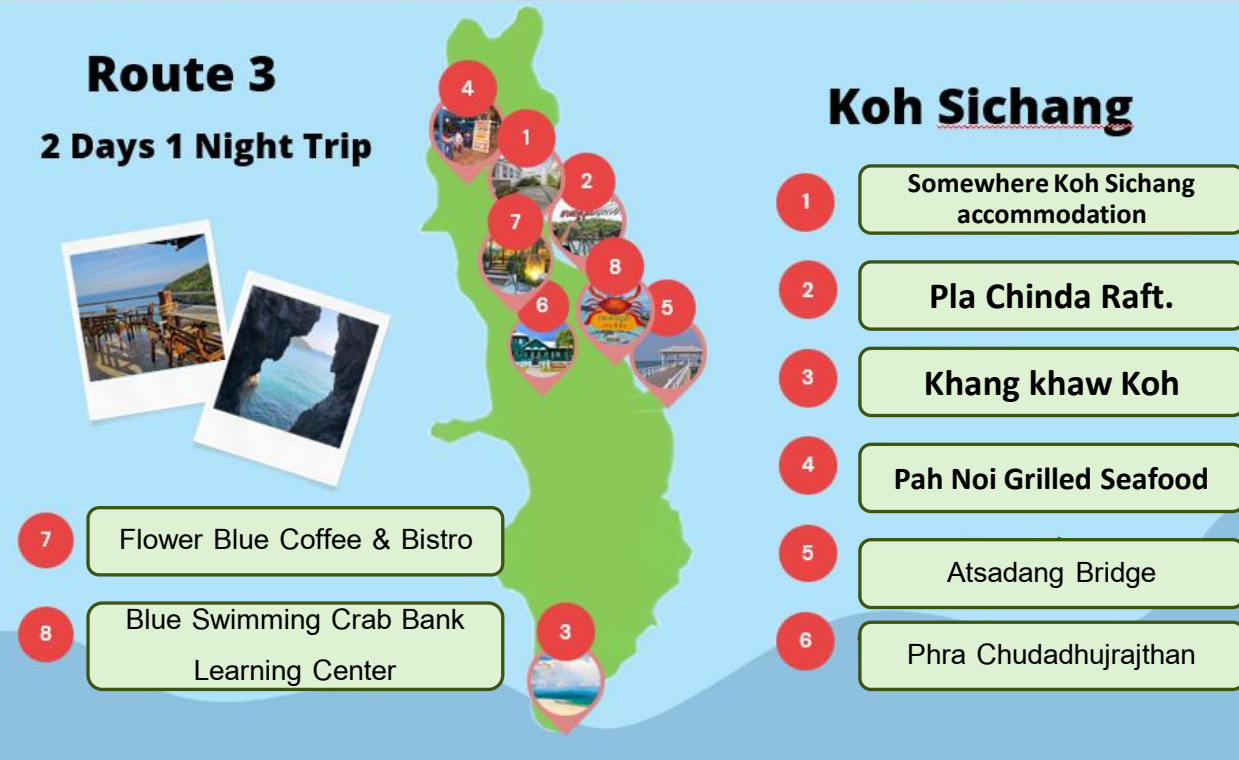 Route 3
2 Days 1 Night Trip
Koh Sichang
4
1
2
7
8
6
5
3
1
Somewhere Koh Sichang
accommodation
2
Pla Chinda Raft.
3
Khang khaw Koh
4
Pah Noi Grilled Seafood
5
Atsadang Bridge
6
Phra Chudadhujrajthan
7
Flower Blue Coffee & Bistro
8
Blue Swimming Crab Bank
Learning Center